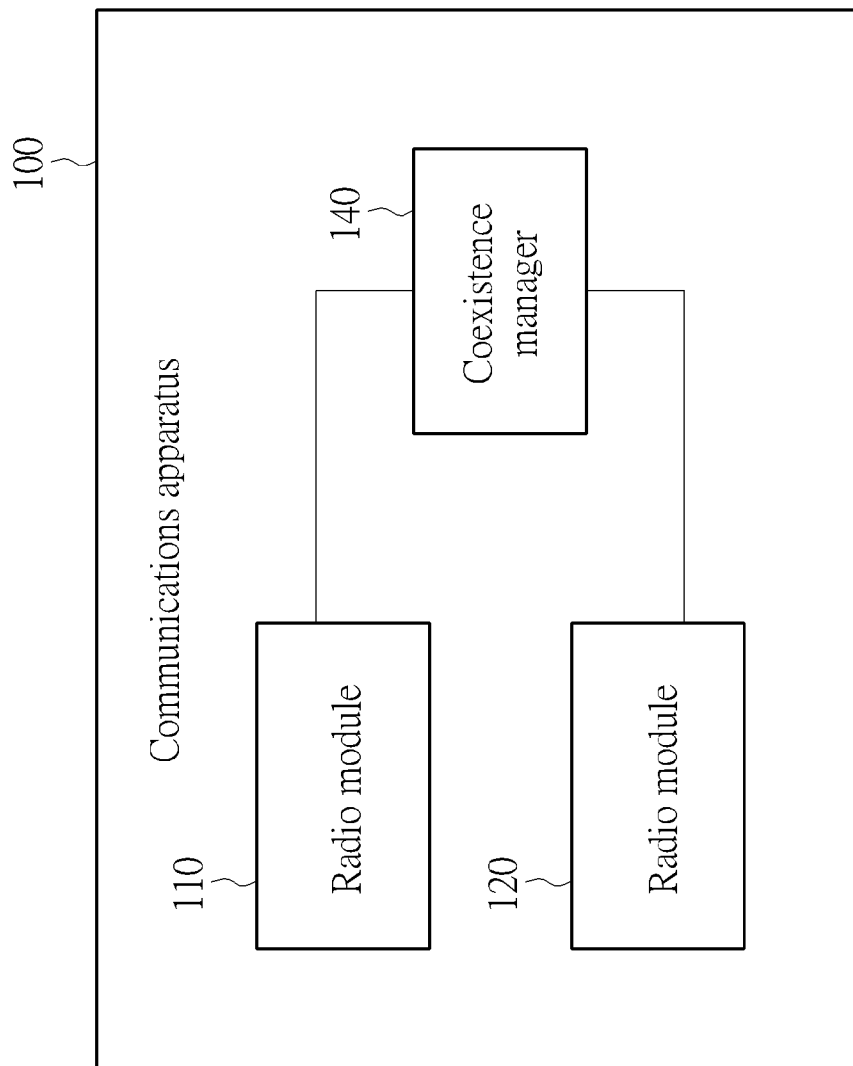 100
Communications apparatus
110
Radio module
140
Coexistence
manager
120
Radio module